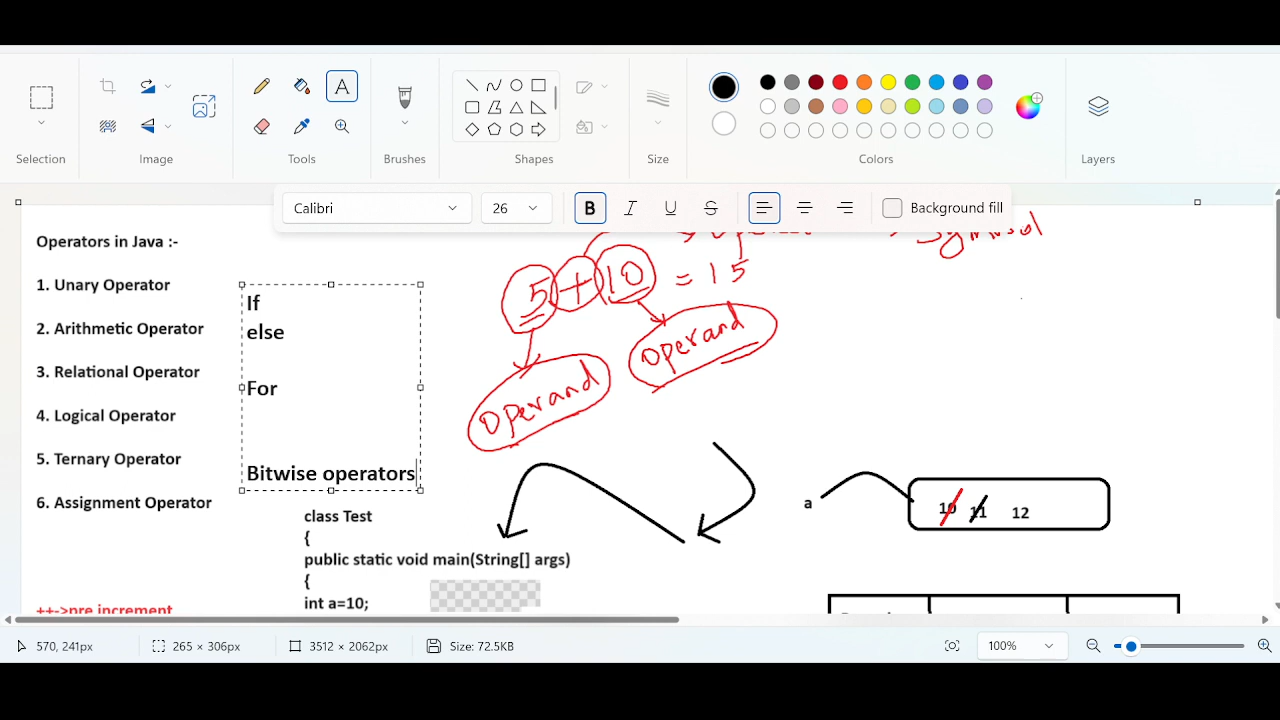 Selection
Image
Tools
Brushes
Shapes
Size
Colors
Layers
Calibri
26
B I U S
Background fill
Operators in Java :-
1. Unary Operator
2. Arithmetic Operator
3. Relational Operator
4. Logical Operator
5. Ternary Operator
6. Assignment Operator
++->pre increment
If
else
For
Bitwise operators
class Test
{
public static void main(String[] args)
{
int a=10;
Symbol
5 + 10 = 15
Operand
Operand
a
10 11 12
570, 241px
265 × 306px
3512 × 2062px
Size: 72.5KB
100%